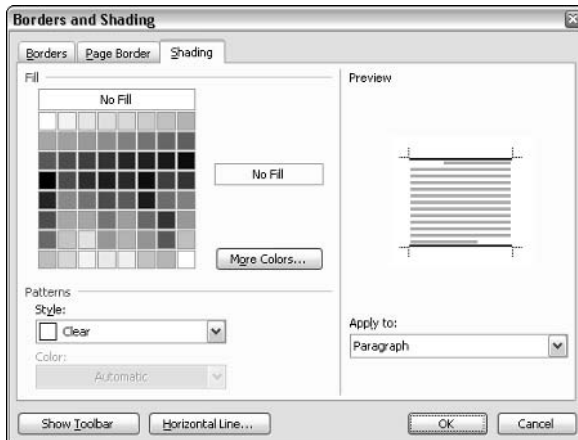 Borders and Shading
Borders Page Border Shading
Fill
No Fill
No Fill
More Colors...
Patterns
Style:
Clear
Color:
Automatic
Preview
Apply to:
Paragraph
Show Toolbar Horizontal Line... OK Cancel